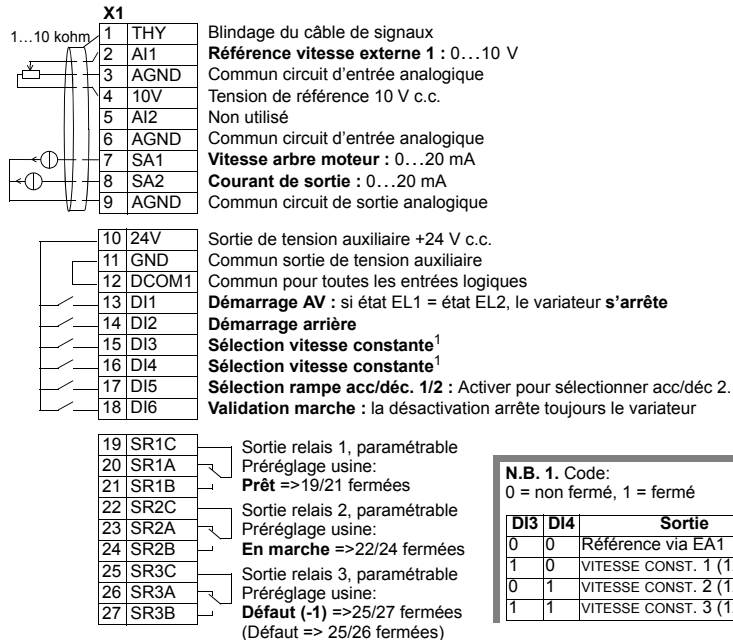 X1
1…10 kohm
1 THY Blindage du câble de signaux
2 AI1 Référence vitesse externe 1 : 0…10 V
3 AGND Commun circuit d’entrée analogique
4 10V Tension de référence 10 V c.c.
5 AI2 Non utilisé
6 AGND Commun circuit d’entrée analogique
7 SA1 Vitesse arbre moteur : 0…20 mA
8 SA2 Courant de sortie : 0…20 mA
9 AGND Commun circuit de sortie analogique
10 24V Sortie de tension auxiliaire +24 V c.c.
11 GND Commun sortie de tension auxiliaire
12 DCOM1 Commun pour toutes les entrées logiques
13 DI1 Démarrage AV : si état EL1 = état EL2, le variateur s’arrête
14 DI2 Démarrage arrière
15 DI3 Sélection vitesse constante1
16 DI4 Sélection vitesse constante1
17 DI5 Sélection rampe acc/déc. 1/2 : Activer pour sélectionner acc/déc 2.
18 DI6 Validation marche : la désactivation arrête toujours le variateur
19 SR1C Sortie relais 1, paramétrable
20 SR1A Préréglage usine:
21 SR1B Prêt =>19/21 fermées
22 SR2C Sortie relais 2, paramétrable
23 SR2A Préréglage usine:
24 SR2B En marche =>22/24 fermées
25 SR3C Sortie relais 3, paramétrable
26 SR3A Préréglage usine:
27 SR3B Défaut (-1) =>25/27 fermées
(Défaut => 25/26 fermées)
N.B. 1. Code:
0 = non fermé, 1 = fermé
DI3 DI4 Sortie
0 0 Référence via EA1
1 0 VITESSE CONST. 1
0 1 VITESSE CONST. 2
1 1 VITESSE CONST. 3